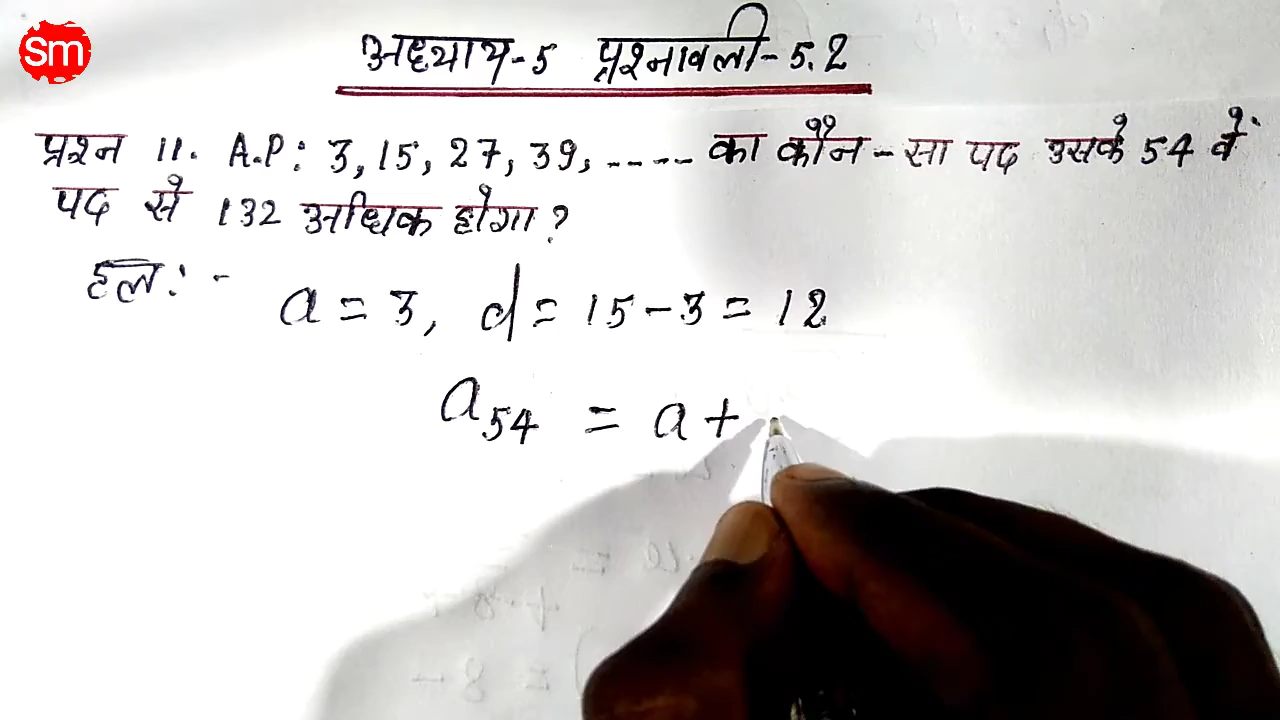 Sm
अध्याय-5 प्रश्नावली-5.2
प्रश्न 11. A.P: 3, 15, 27, 39, ---- का कौन-सा पद उसके 54 वें
पद से 132 अधिक होगा?
हल:-
a = 3, d = 15 - 3 = 12
a₅₄ = a +